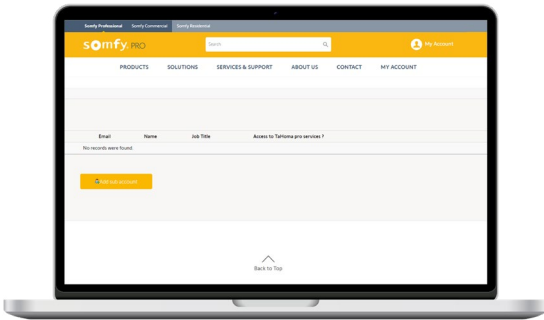 Somfy Professional Somfy Commercial Somfy Residential
somfy. PRO
Search
My Account
PRODUCTS SOLUTIONS SERVICES & SUPPORT ABOUT US CONTACT MY ACCOUNT
Email Name Job Title Access to TaHoma pro services ?
No records were found.
Add sub account
Back to Top